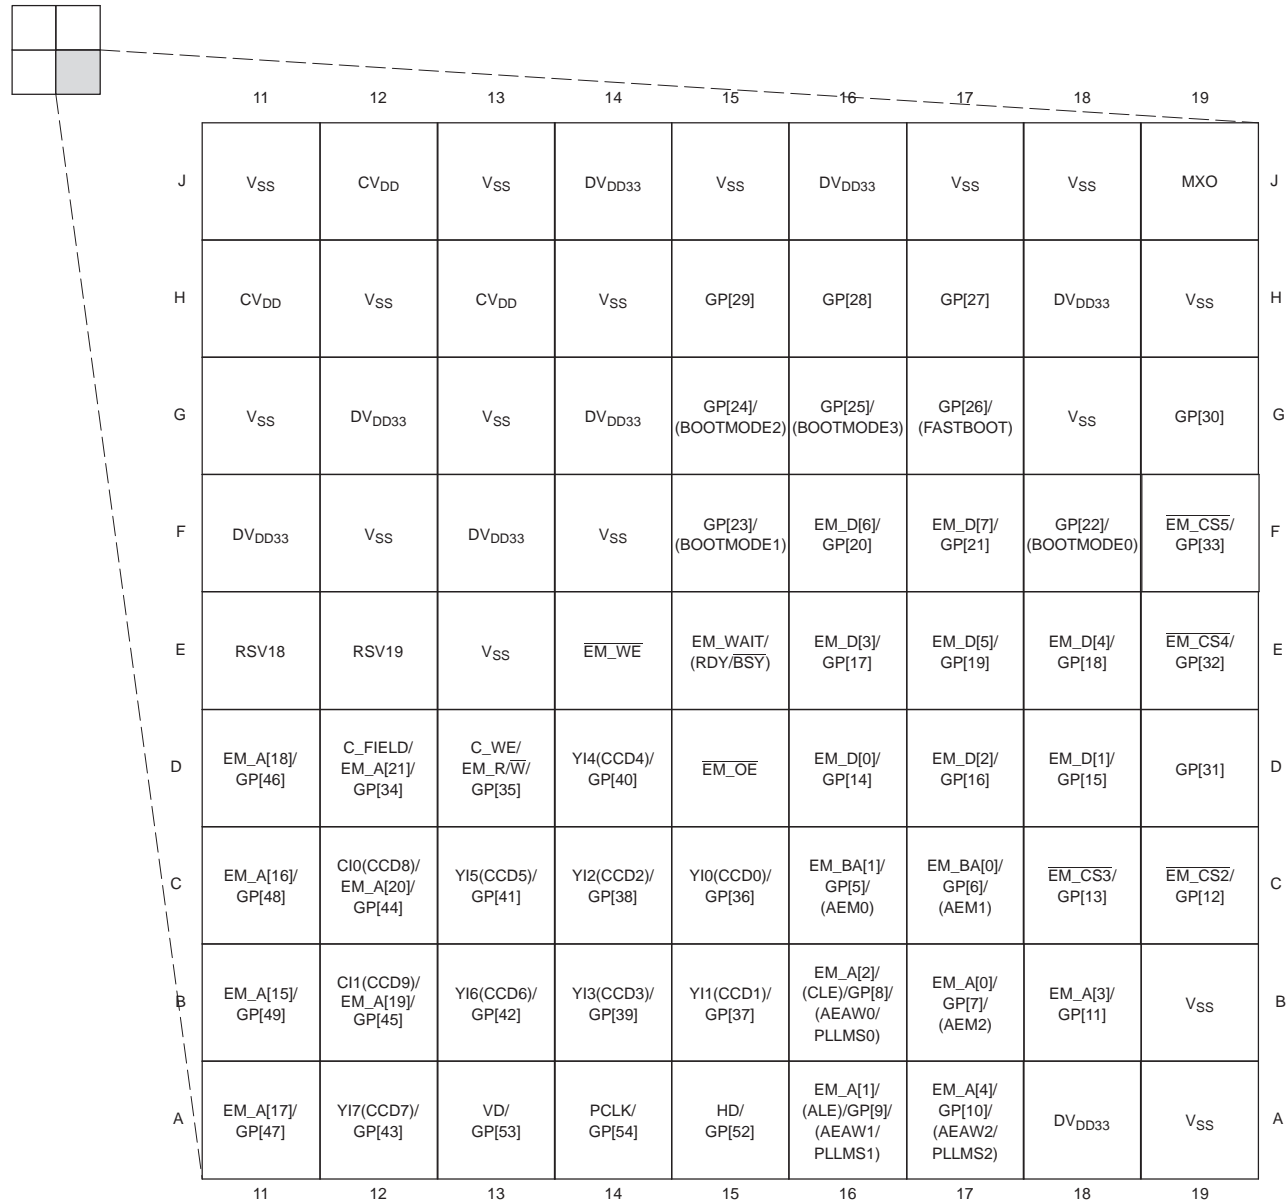 11 12 13 14 15 16 17 18 19
J VSS CVDD VSS DVDD33 VSS DVDD33 VSS VSS MXO J
H CVDD VSS CVDD VSS GP[29] GP[28] GP[27] DVDD33 VSS H
G VSS DVDD33 VSS DVDD33 GP[24]/ GP[25]/ GP[26]/ VSS GP[30] G
(BOOTMODE2) (BOOTMODE3) (FASTBOOT)
F DVDD33 VSS DVDD33 VSS GP[23]/ EM_D[6]/ EM_D[7]/ GP[22]/ EM_CS5/ F
(BOOTMODE1) GP[20] GP[21] (BOOTMODE0) GP[33]
E RSV18 RSV19 VSS EM_WE EM_WAIT/ EM_D[3]/ EM_D[5]/ EM_D[4]/ EM_CS4/ E
(RDY/BSY) GP[17] GP[19] GP[18] GP[32]
D EM_A[18]/ C_FIELD/ C_WE/ YI4(CCD4)/ EM_OE EM_D[0]/ EM_D[2]/ EM_D[1]/ GP[31] D
GP[46] EM_A[21]/ EM_R/W/ GP[40] GP[14] GP[16] GP[15]
GP[34] GP[35]
C EM_A[16]/ CI0(CCD8)/ YI5(CCD5)/ YI2(CCD2)/ YI0(CCD0)/ EM_BA[1]/ EM_BA[0]/ EM_CS3/ EM_CS2/ C
GP[48] EM_A[20]/ GP[41] GP[38] GP[36] GP[5]/ GP[6]/ GP[13] GP[12]
GP[44] (AEM0) (AEM1)
B EM_A[15]/ CI1(CCD9)/ YI6(CCD6)/ YI3(CCD3)/ YI1(CCD1)/ EM_A[2]/ EM_A[0]/ EM_A[3]/ VSS B
GP[49] EM_A[19]/ GP[42] GP[39] GP[37] (CLE)/GP[8]/ GP[7]/ GP[11]
GP[45] (AEAW0/ (AEM2)
PLLMS0)
A EM_A[17]/ YI7(CCD7)/ VD/ PCLK/ HD/ EM_A[1]/ EM_A[4]/ DVDD33 VSS A
GP[47] GP[43] GP[53] GP[54] GP[52] (ALE)/GP[9]/ GP[10]/
(AEAW1/ (AEAW2/
PLLMS1) PLLMS2)
11 12 13 14 15 16 17 18 19